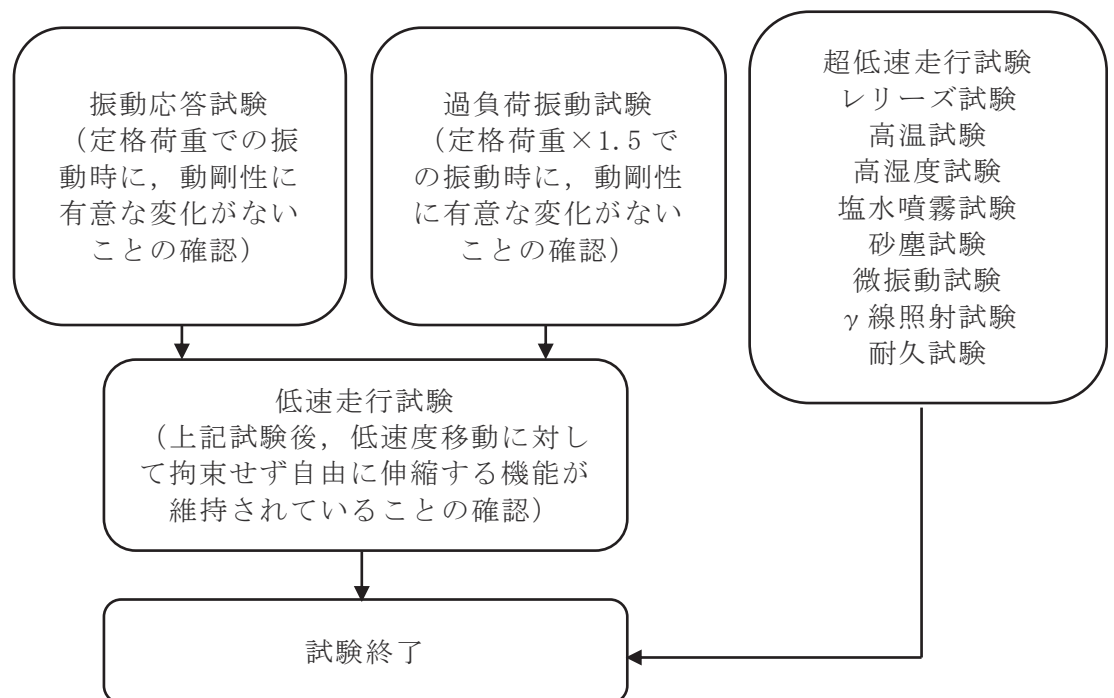 振動応答試験
（定格荷重での振
動時に，動剛性に
有意な変化がない
ことの確認）
過負荷振動試験
（定格荷重×1.5 で
の振動時に，動剛性
に有意な変化がない
ことの確認）
超低速走行試験
レリーズ試験
高温試験
高湿度試験
塩水噴霧試験
砂塵試験
微振動試験
γ線照射試験
耐久試験
低速走行試験
（上記試験後，低速度移動に対し
て拘束せず自由に伸縮する機能が
維持されていることの確認）
試験終了